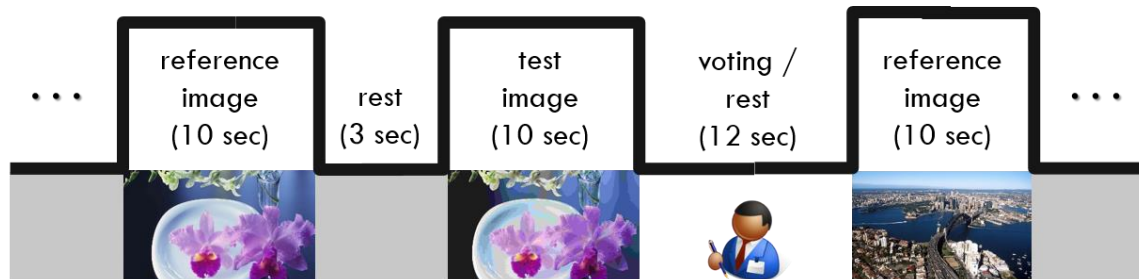 ...
reference
image
(10 sec)
rest
(3 sec)
test
image
(10 sec)
voting /
rest
(12 sec)
reference
image
(10 sec)
...